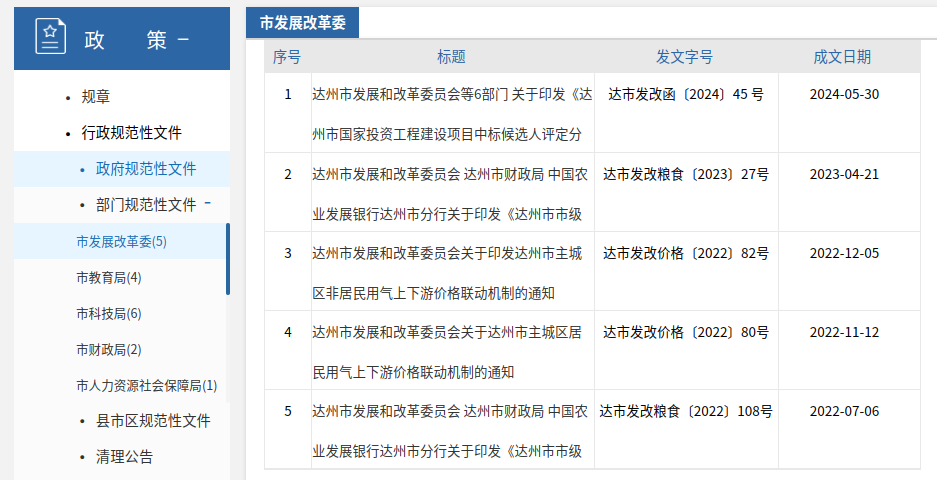 政 策 −
• 规章
• 行政规范性文件
• 政府规范性文件
• 部门规范性文件 −
市发展改革委(5)
市教育局(4)
市科技局(6)
市财政局(2)
市人力资源社会保障局(1)
• 县市区规范性文件
• 清理公告
市发展改革委
序号 标题 发文字号 成文日期
1 达州市发展和改革委员会等6部门 关于印发《达 达市发改函〔2024〕45 号 2024-05-30
州市国家投资工程建设项目中标候选人评定分
2 达州市发展和改革委员会 达州市财政局 中国农 达市发改粮食〔2023〕27号 2023-04-21
业发展银行达州市分行关于印发《达州市市级
3 达州市发展和改革委员会关于印发达州市主城 达市发改价格〔2022〕82号 2022-12-05
区非居民用气上下游价格联动机制的通知
4 达州市发展和改革委员会关于达州市主城区居 达市发改价格〔2022〕80号 2022-11-12
民用气上下游价格联动机制的通知
5 达州市发展和改革委员会 达州市财政局 中国农 达市发改粮食〔2022〕108号 2022-07-06
业发展银行达州市分行关于印发《达州市市级